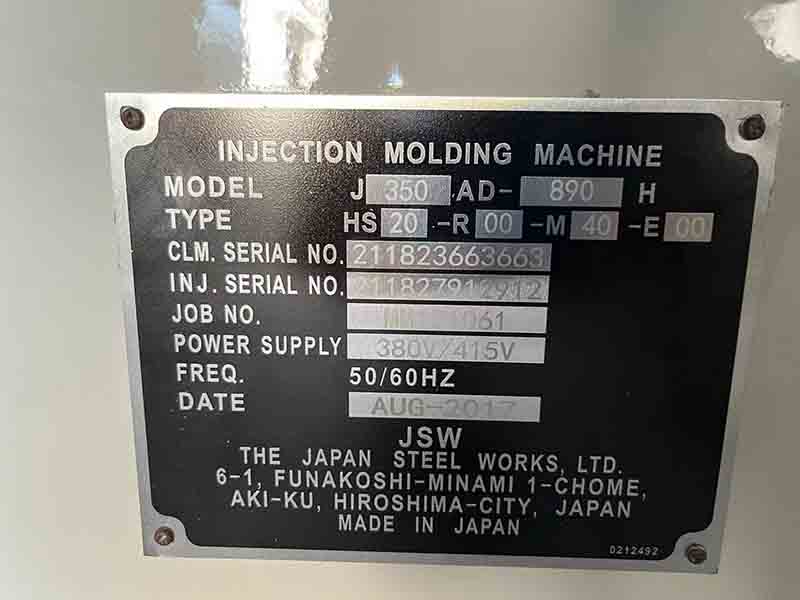 INJECTION MOLDING MACHINE
MODEL J 350 AD- 890 H
TYPE HS 20 -R 00 -M 40 -E 00
CLM. SERIAL NO. 211823663663
INJ. SERIAL NO. 211827912912
JOB NO.
POWER SUPPLY 380V/415V
FREQ. 50/60HZ
DATE AUG-2017
JSW
THE JAPAN STEEL WORKS, LTD.
6-1, FUNAKOSHI-MINAMI 1-CHOME,
AKI-KU, HIROSHIMA-CITY, JAPAN
MADE IN JAPAN
0212492